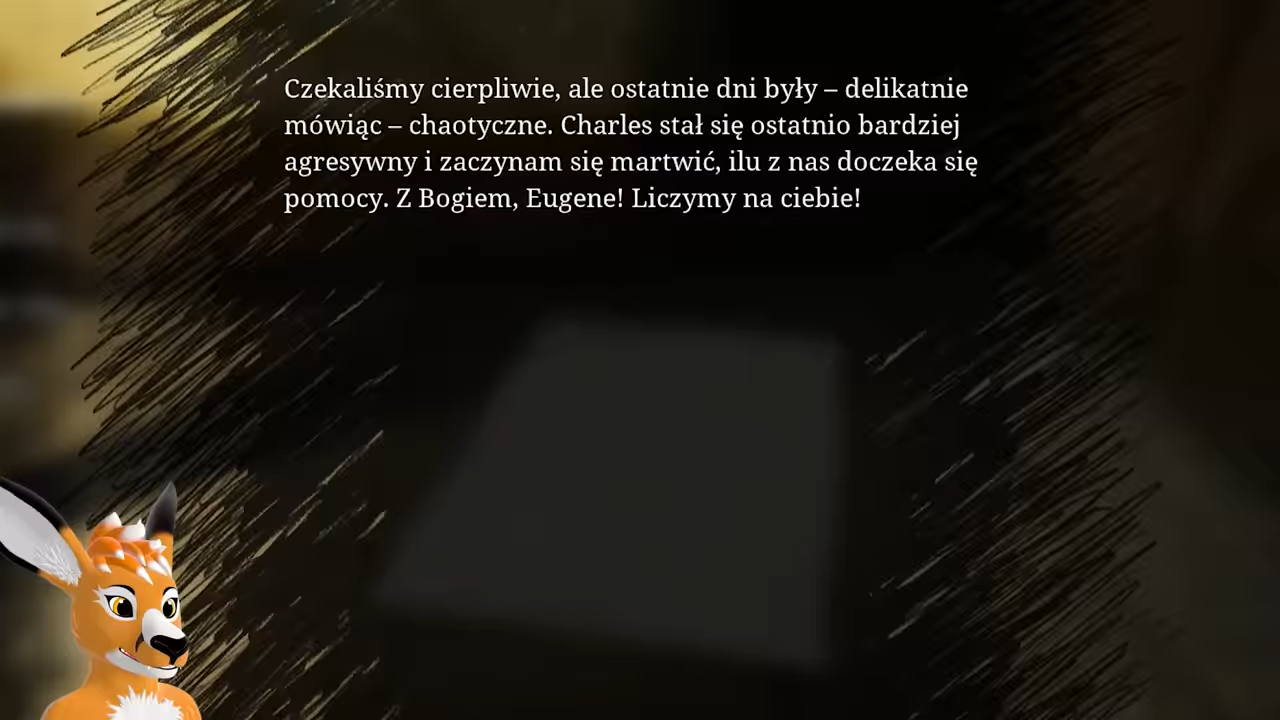 Czekaliśmy cierpliwie, ale ostatnie dni były – delikatnie
mówiąc – chaotyczne. Charles stał się ostatnio bardziej
agresywny i zaczynam się martwić, ilu z nas doczeka się
pomocy. Z Bogiem, Eugene! Liczymy na ciebie!